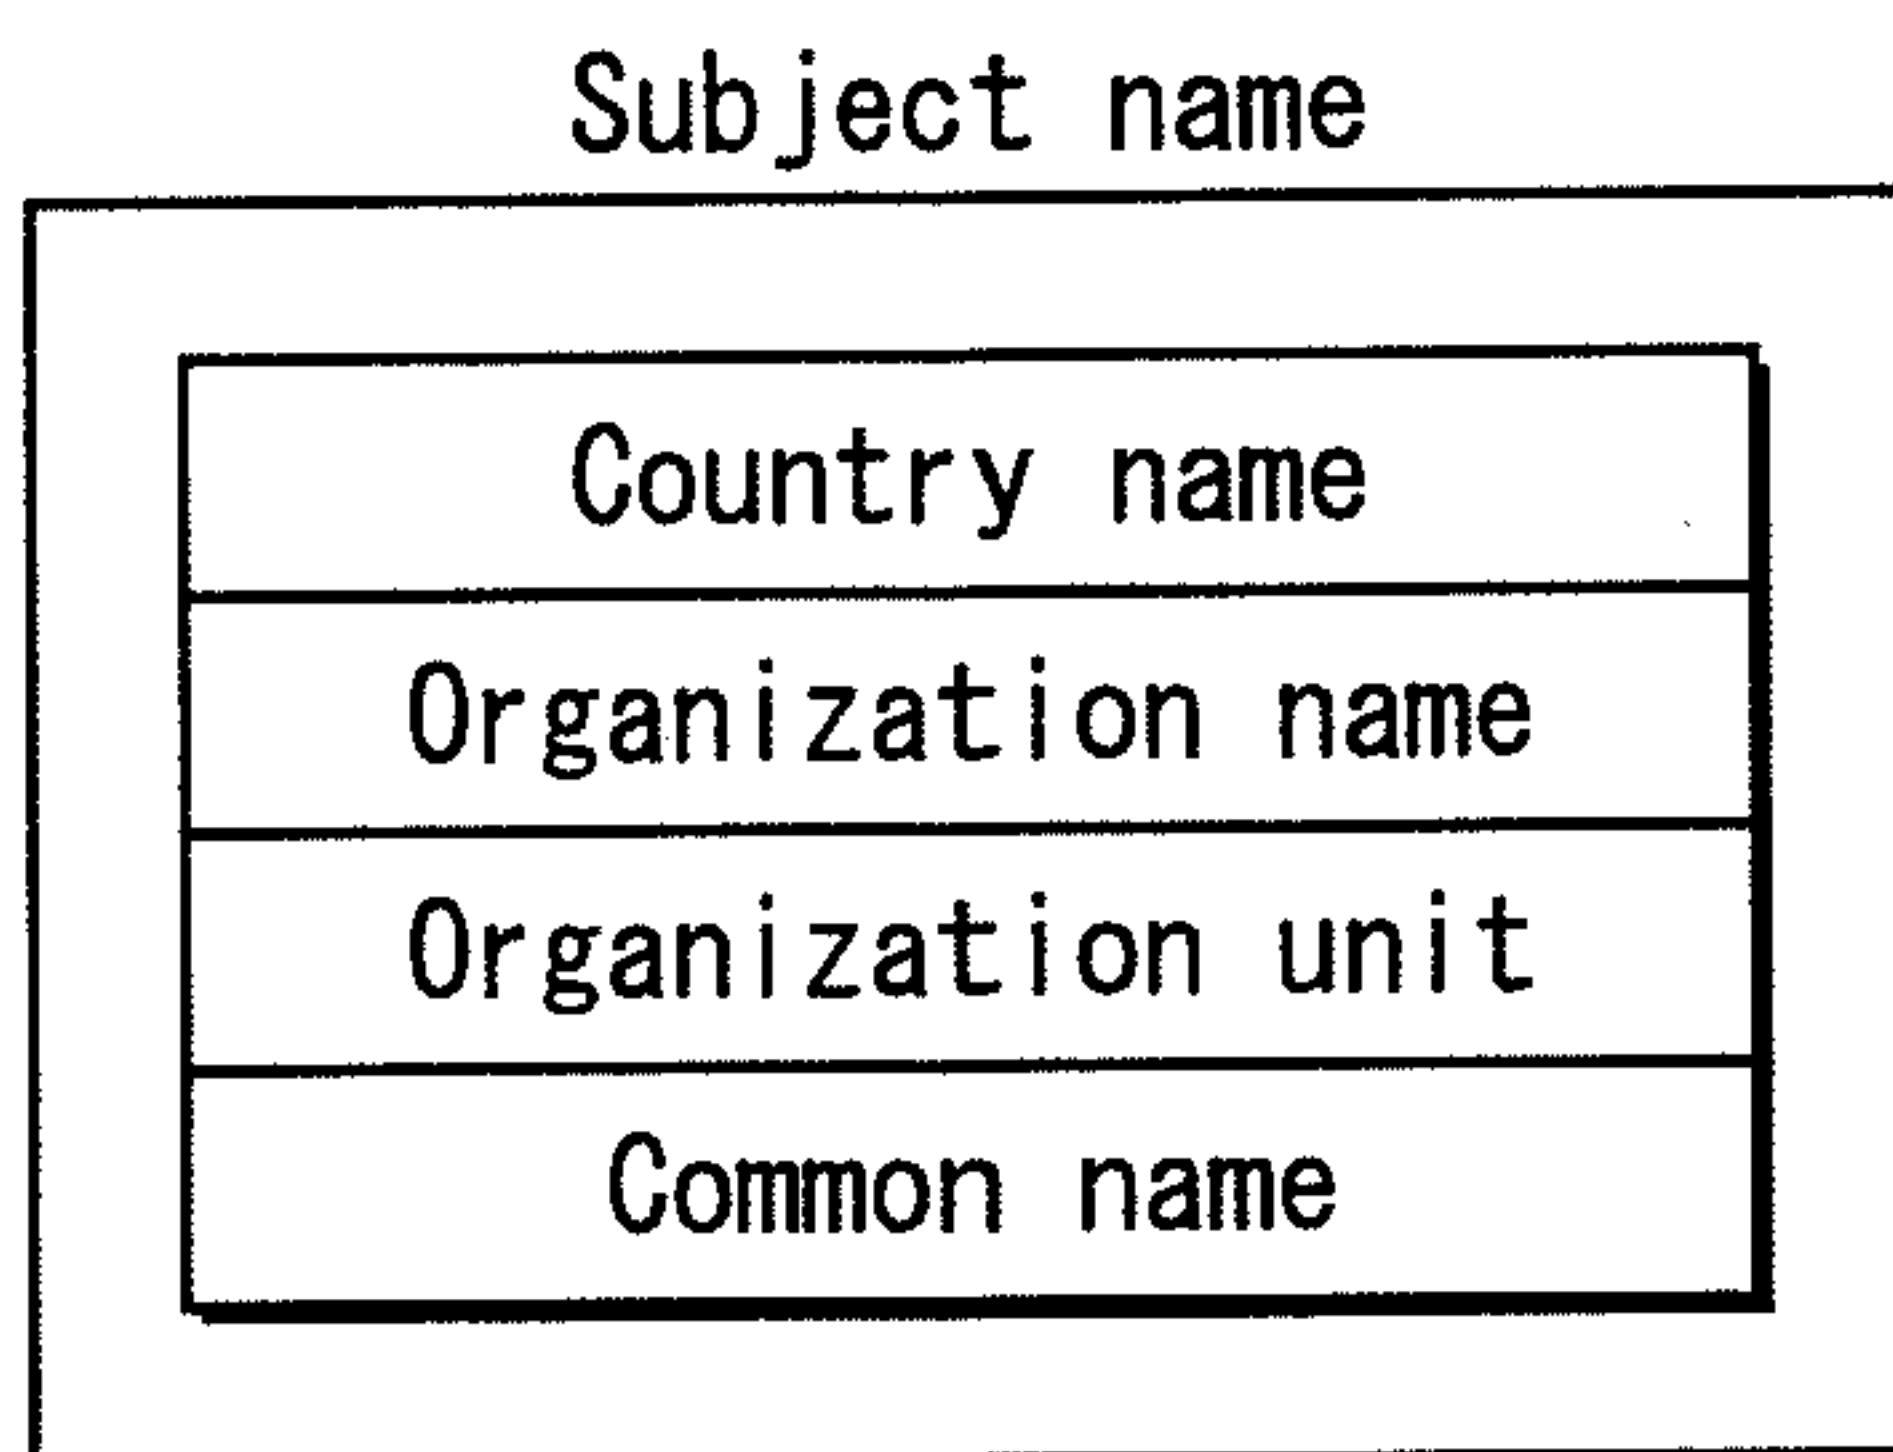 Subject name
Country name
Organization name
Organization unit
Common name